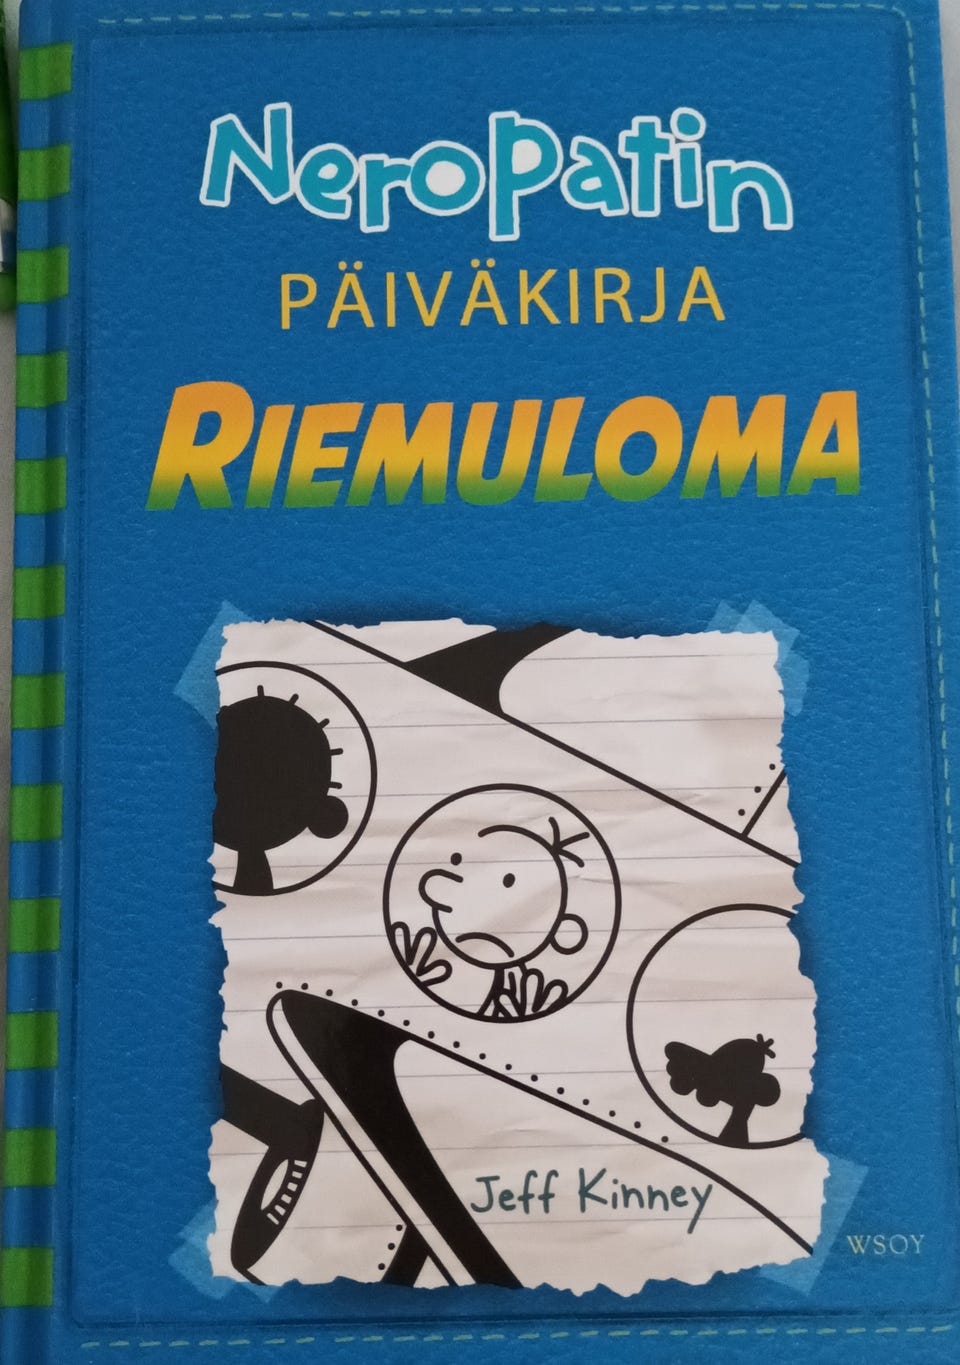 Neropatin
PÄIVÄKIRJA
RIEMULOMA
Jeff Kinney
WSOY